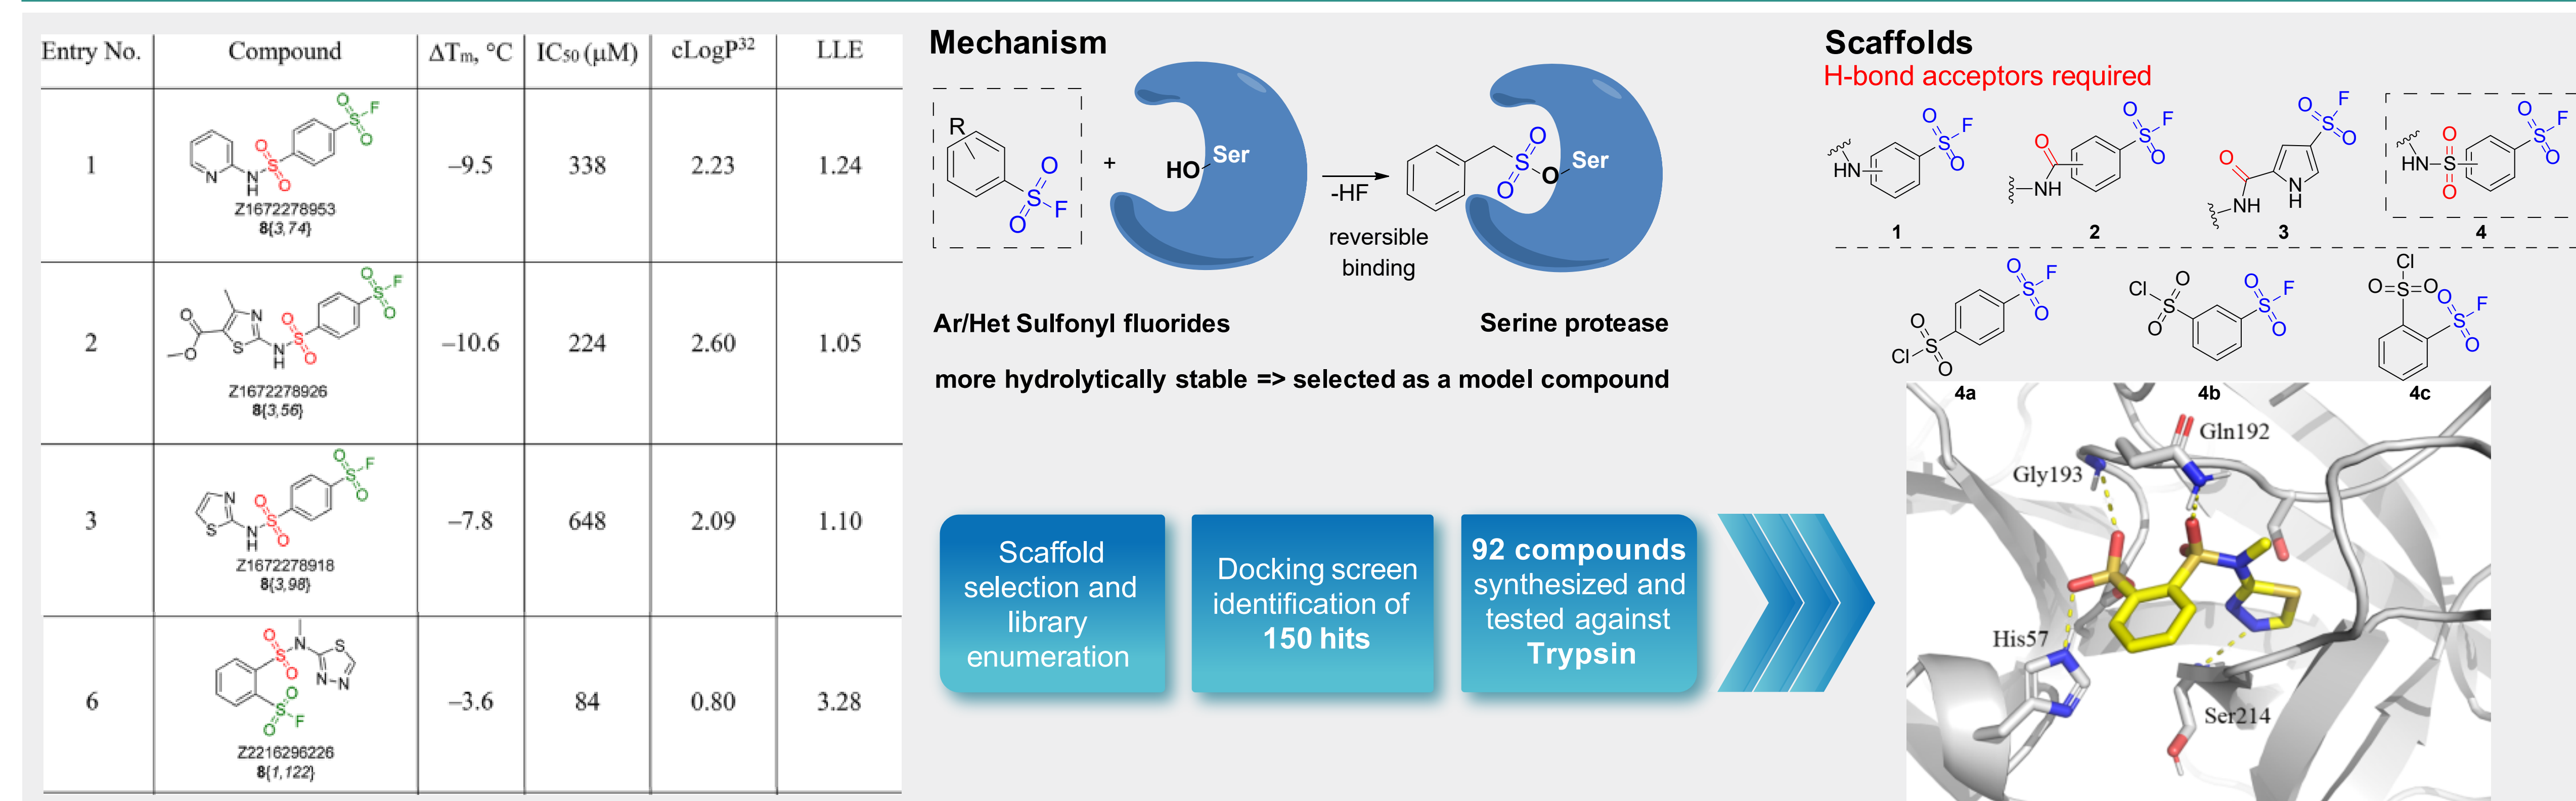 Entry No. Compound ΔTm, °C IC50 (μM) cLogP32 LLE
1 –9.5 338 2.23 1.24
Z1672278953
8{3,74}
2 –10.6 224 2.60 1.05
Z1672278926
8{3,56}
3 –7.8 648 2.09 1.10
Z1672278918
8{3,98}
6 –3.6 84 0.80 3.28
Z2216296226
8{1,122}
Mechanism
R
+
HO
Ser
-HF
reversible
binding
O
Ser
Ar/Het Sulfonyl fluorides
Serine protease
more hydrolytically stable => selected as a model compound
Scaffold
selection and
library
enumeration
Docking screen
identification of
150 hits
92 compounds
synthesized and
tested against
Trypsin
Scaffolds
H-bond acceptors required
1
2
3
4
4a
4b
4c
Gln192
Gly193
His57
Ser214